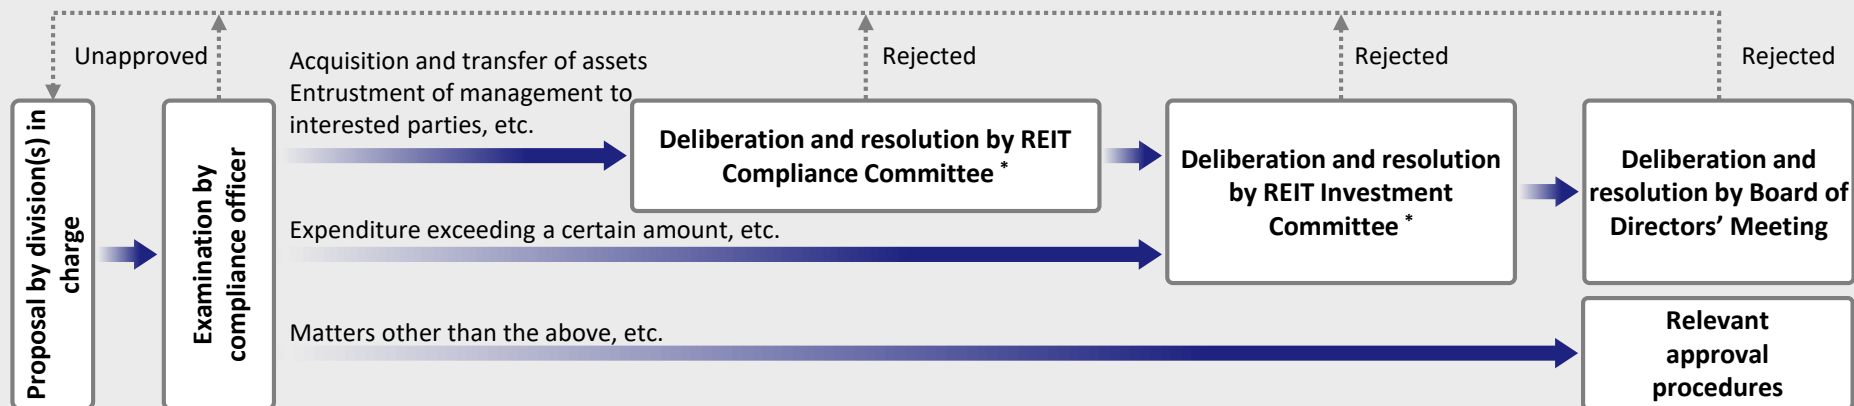 Unapproved
Rejected
Rejected
Rejected
Proposal by division(s) in
charge
Examination by
compliance officer
Acquisition and transfer of assets
Entrustment of management to
interested parties, etc.
Deliberation and resolution by REIT
Compliance Committee *
Deliberation and resolution
by REIT Investment
Committee *
Deliberation and
resolution by Board of
Directors’ Meeting
Expenditure exceeding a certain amount, etc.
Matters other than the above, etc.
Relevant
approval
procedures